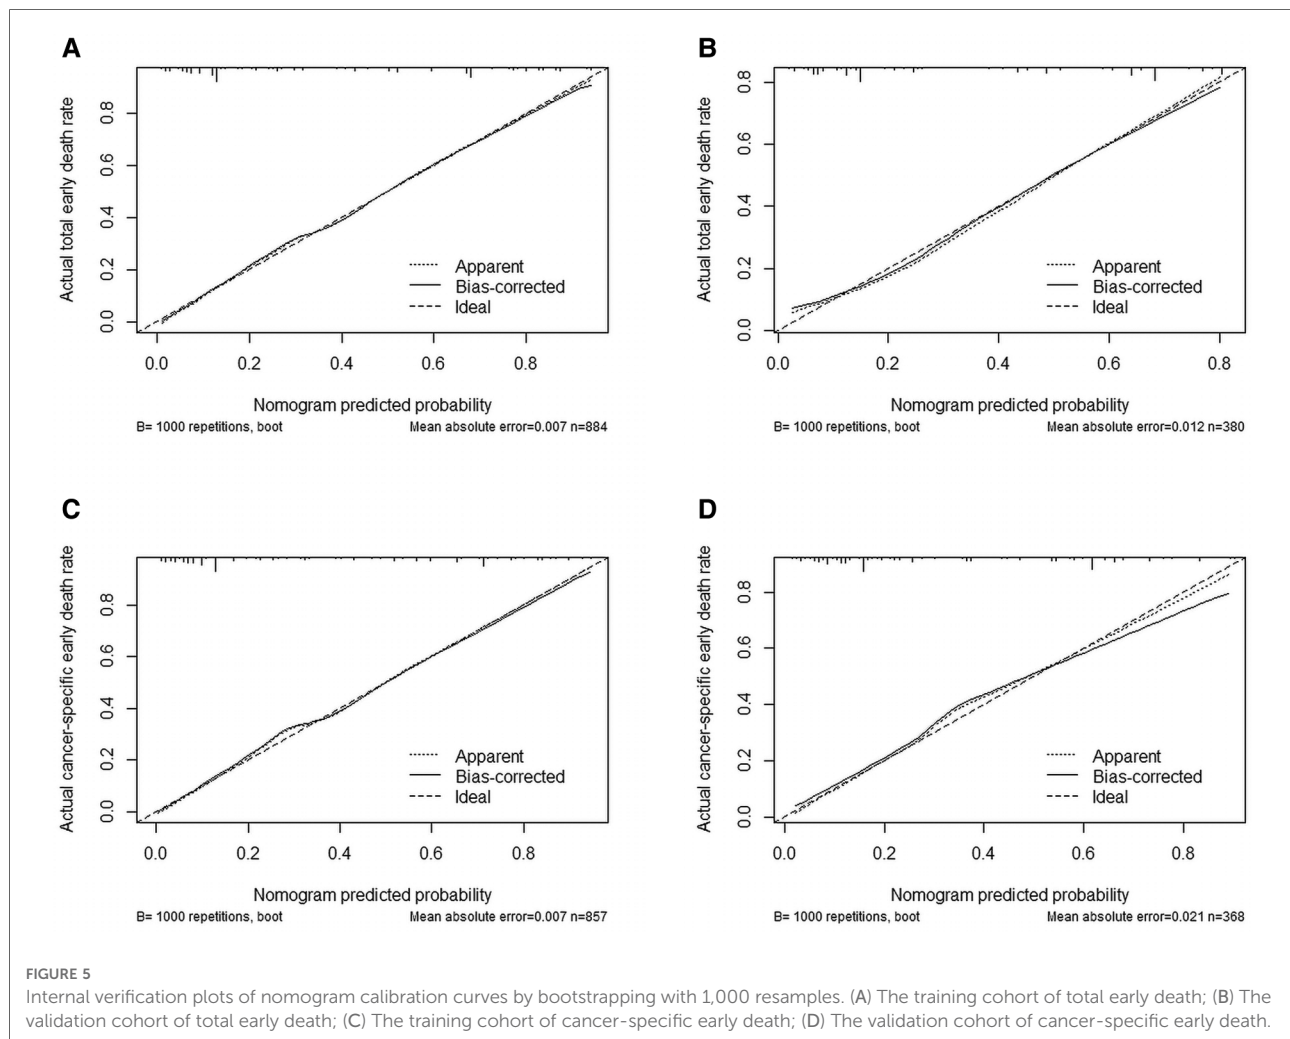 A
Actual total early death rate
0.8
0.6
0.4
0.2
0.0
Apparent
Bias-corrected
Ideal
0.0 0.2 0.4 0.6 0.8
Nomogram predicted probability
B= 1000 repetitions, boot Mean absolute error=0.007 n=884
B
Actual total early death rate
0.8
0.6
0.4
0.2
0.0
Apparent
Bias-corrected
Ideal
0.0 0.2 0.4 0.6 0.8
Nomogram predicted probability
B= 1000 repetitions, boot Mean absolute error=0.012 n=380
C
Actual cancer-specific early death rate
0.8
0.6
0.4
0.2
0.0
Apparent
Bias-corrected
Ideal
0.0 0.2 0.4 0.6 0.8
Nomogram predicted probability
B= 1000 repetitions, boot Mean absolute error=0.007 n=857
D
Actual cancer-specific early death rate
0.8
0.6
0.4
0.2
0.0
Apparent
Bias-corrected
Ideal
0.0 0.2 0.4 0.6 0.8
Nomogram predicted probability
B= 1000 repetitions, boot Mean absolute error=0.021 n=368
FIGURE 5
Internal verification plots of nomogram calibration curves by bootstrapping with 1,000 resamples. (A) The training cohort of total early death; (B) The
validation cohort of total early death; (C) The training cohort of cancer-specific early death; (D) The validation cohort of cancer-specific early death.